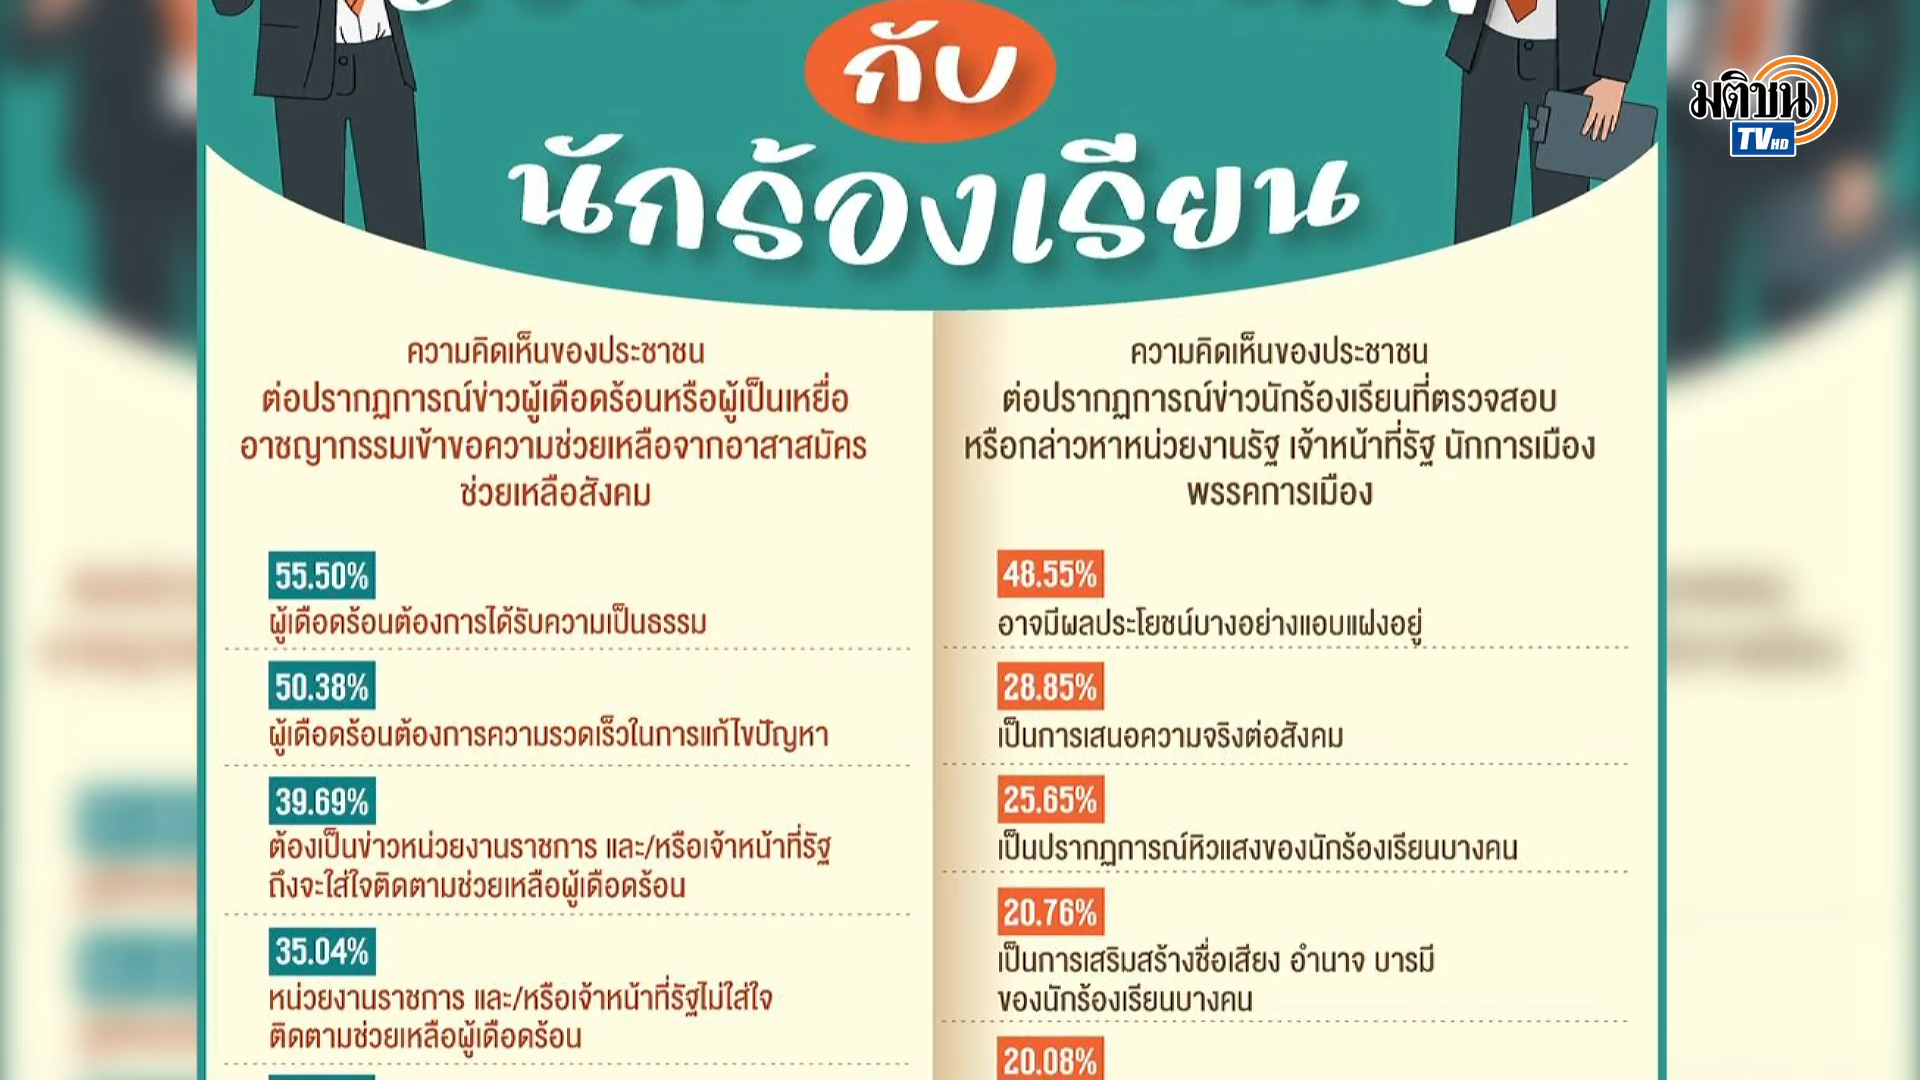 กับ
นักร้องเรียน
มติชน
TV HD
ความคิดเห็นของประชาชน
ต่อปรากฏการณ์ข่าวผู้เดือดร้อนหรือผู้เป็นเหยื่อ
อาชญากรรมเข้าขอความช่วยเหลือจากอาสาสมัคร
ช่วยเหลือสังคม
55.50%
ผู้เดือดร้อนต้องการได้รับความเป็นธรรม
50.38%
ผู้เดือดร้อนต้องการความรวดเร็วในการแก้ไขปัญหา
39.69%
ต้องเป็นข่าวหน่วยงานราชการ และ/หรือเจ้าหน้าที่รัฐ
ถึงจะใส่ใจติดตามช่วยเหลือผู้เดือดร้อน
35.04%
หน่วยงานราชการ และ/หรือเจ้าหน้าที่รัฐไม่ใส่ใจ
ติดตามช่วยเหลือผู้เดือดร้อน
ความคิดเห็นของประชาชน
ต่อปรากฏการณ์ข่าวนักร้องเรียนที่ตรวจสอบ
หรือกล่าวหาหน่วยงานรัฐ เจ้าหน้าที่รัฐ นักการเมือง
พรรคการเมือง
48.55%
อาจมีผลประโยชน์บางอย่างแอบแฝงอยู่
28.85%
เป็นการเสนอความจริงต่อสังคม
25.65%
เป็นปรากฏการณ์หิวแสงของนักร้องเรียนบางคน
20.76%
เป็นการเสริมสร้างชื่อเสียง อำนาจ บารมี
ของนักร้องเรียนบางคน
20.08%